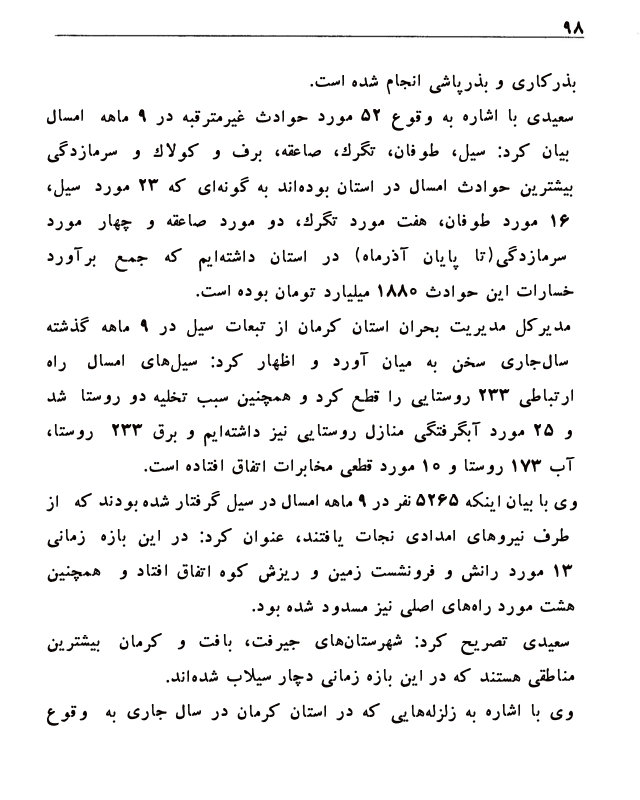 ۹۸
بذرکاری و بذرپاشی انجام شده است.
سعیدی با اشاره به وقوع ۵۲ مورد حوادث غیرمترقبه در ۹ ماهه امسال
بیان کرد: سیل، طوفان، تگرك، صاعقه، برف و کولاك و سرمازدگی
بیشترین حوادث امسال در استان بوده‌اند به گونه‌ای که ۲۳ مورد سیل،
۱۶ مورد طوفان، هفت مورد تگرك، دو مورد صاعقه و چهار مورد
سرمازدگی(تا پایان آذرماه) در استان داشته‌ایم که جمع برآورد
خسارات این حوادث ۱۸۸۰ میلیارد تومان بوده است.
مدیرکل مدیریت بحران استان کرمان از تبعات سیل در ۹ ماهه گذشته
سال‌جاری سخن به میان آورد و اظهار کرد: سیل‌های امسال راه
ارتباطی ۲۳۳ روستایی را قطع کرد و همچنین سبب تخلیه دو روستا شد
و ۲۵ مورد آبگرفتگی منازل روستایی نیز داشته‌ایم و برق ۲۳۳ روستا،
آب ۱۷۳ روستا و ۱۰ مورد قطعی مخابرات اتفاق افتاده است.
وی با بیان اینکه ۵۲۶۵ نفر در ۹ ماهه امسال در سیل گرفتار شده بودند که از
طرف نیروهای امدادی نجات یافتند، عنوان کرد: در این بازه زمانی
۱۳ مورد رانش و فرونشست زمین و ریزش کوه اتفاق افتاد و همچنین
هشت مورد راه‌های اصلی نیز مسدود شده بود.
سعیدی تصریح کرد: شهرستان‌های جیرفت، بافت و کرمان بیشترین
مناطقی هستند که در این بازه زمانی دچار سیلاب شده‌اند.
وی با اشاره به زلزله‌هایی که در استان کرمان در سال جاری به وقوع